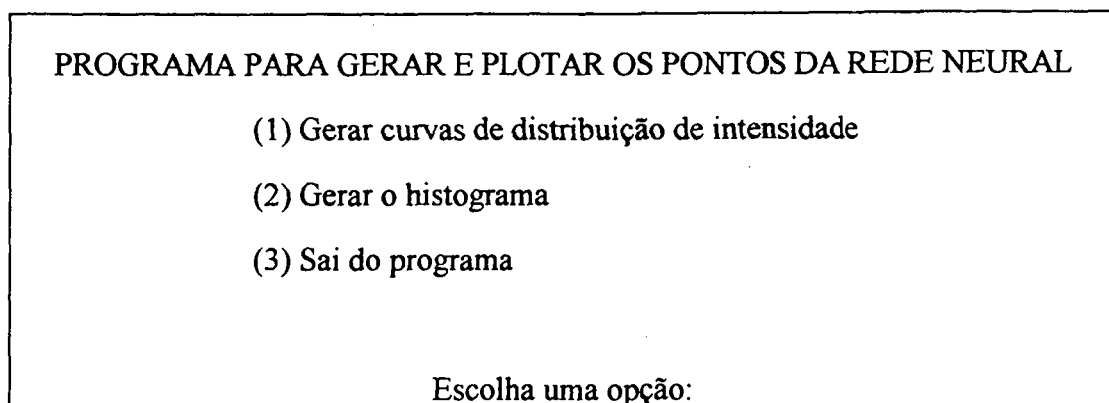 PROGRAMA PARA GERAR E PLOTAR OS PONTOS DA REDE NEURAL
(1) Gerar curvas de distribuição de intensidade
(2) Gerar o histograma
(3) Sai do programa
Escolha uma opção: